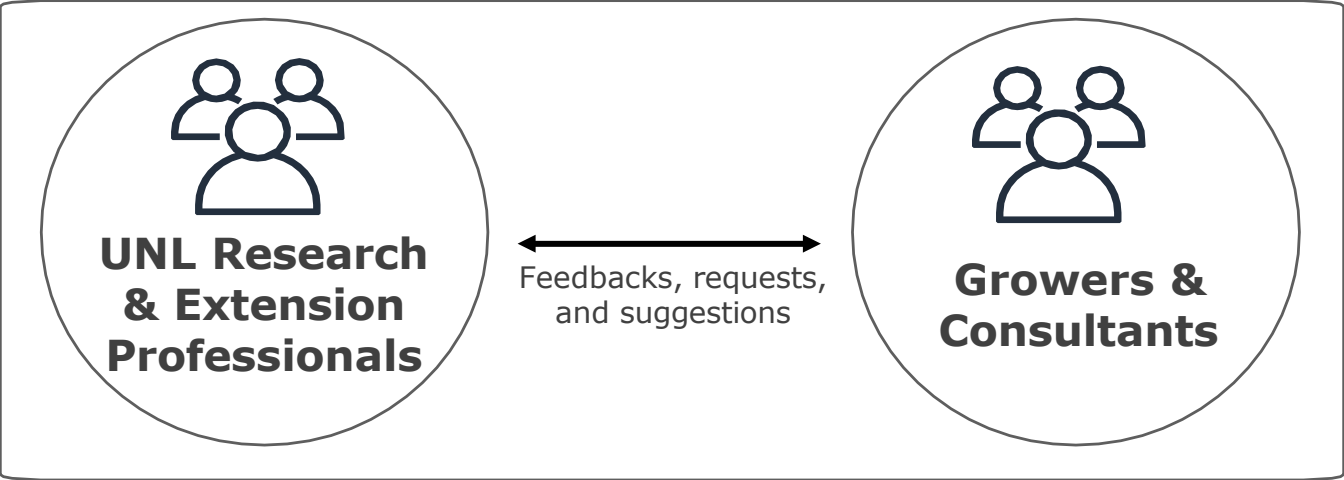 UNL Research
& Extension
Professionals
Feedbacks, requests,
and suggestions
Growers &
Consultants